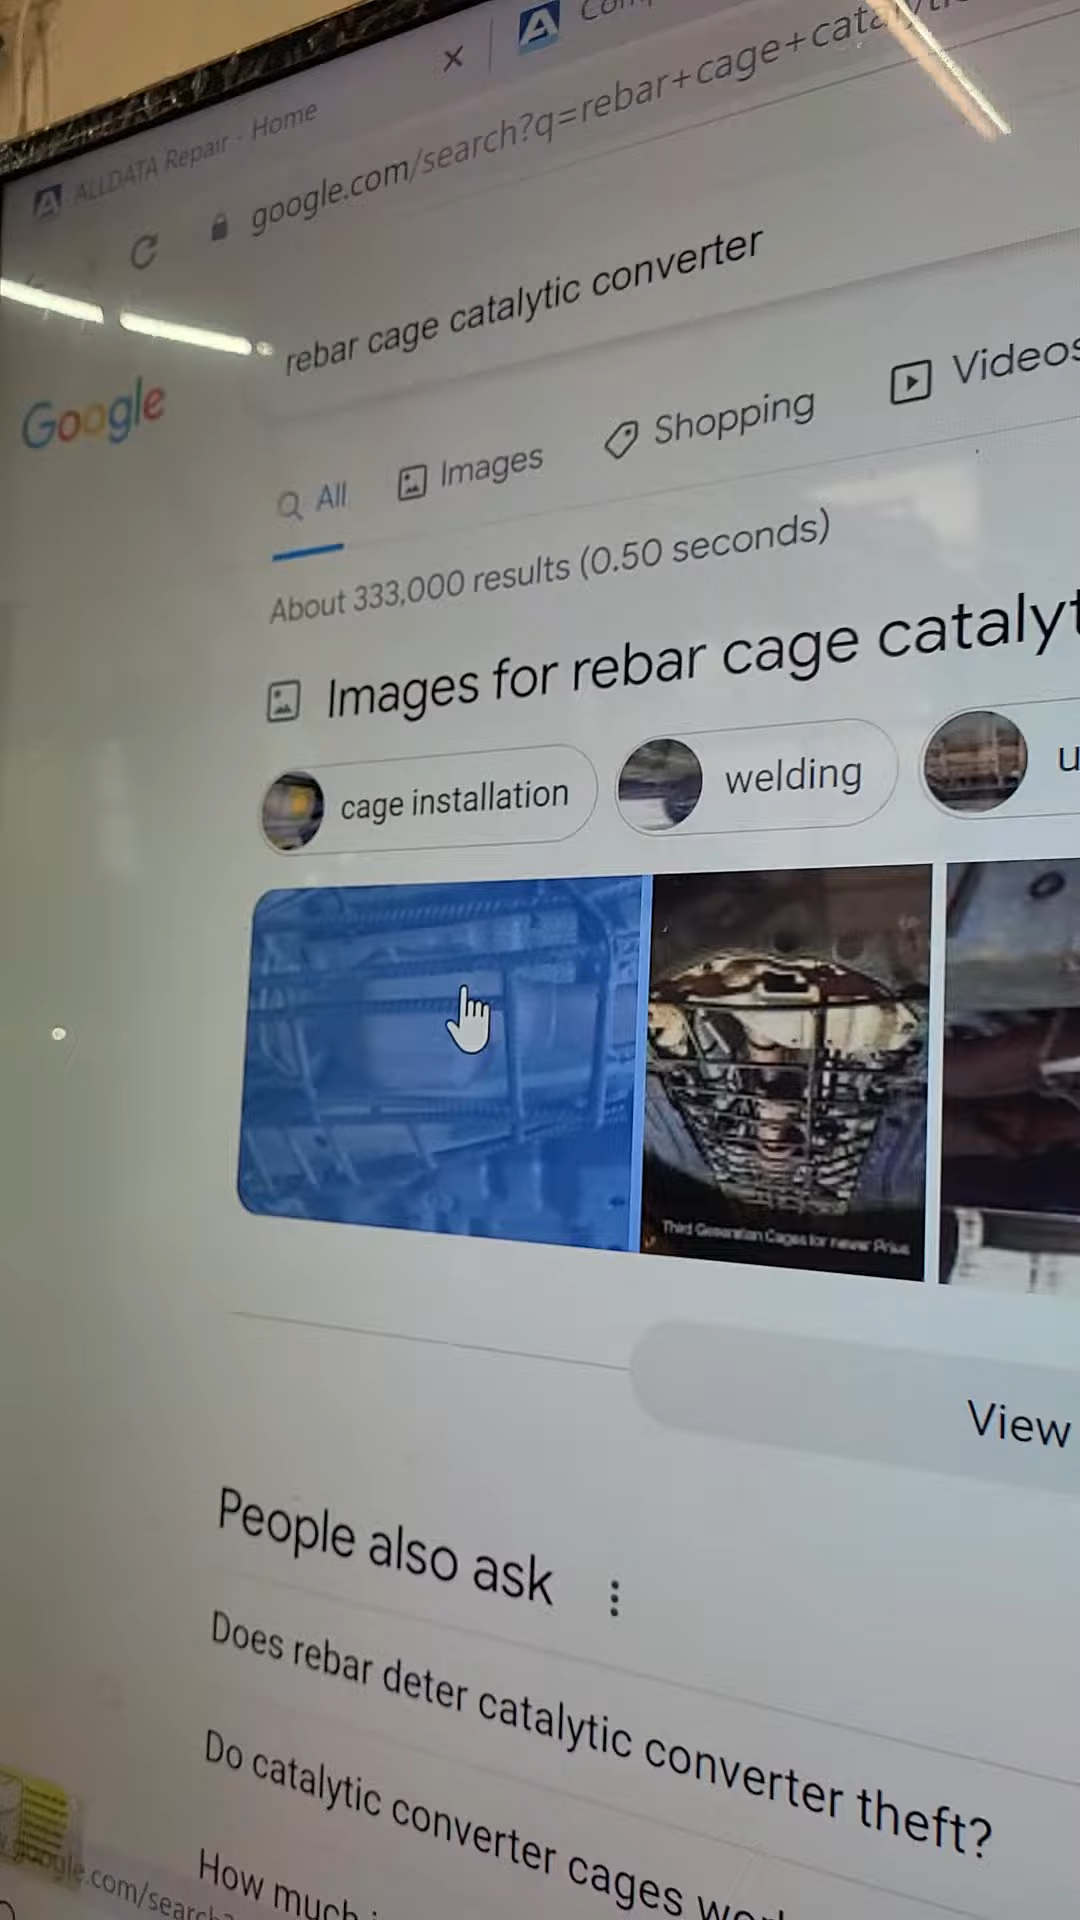 ALLDATA Repair - Home
google.com/search?q=rebar+cage+catalytic
rebar cage catalytic converter
Google
All
Images
Shopping
Videos
About 333,000 results (0.50 seconds)
Images for rebar cage catalyt
cage installation
welding
u
Third Generation Cages for newer Prius
View
People also ask
Does rebar deter catalytic converter theft?
Do catalytic converter cages wor
How much
google.com/search